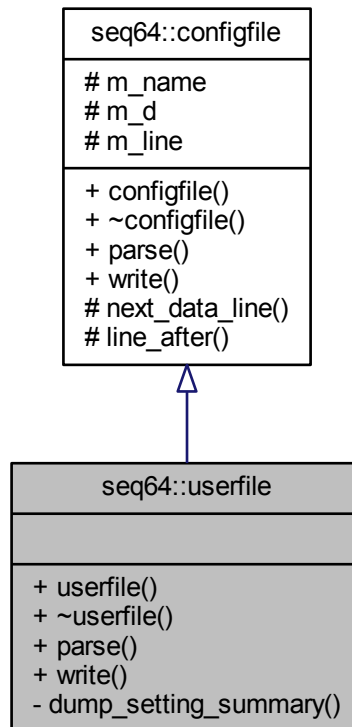 seq64::configfile
# m_name
# m_d
# m_line
+ configfile()
+ ~configfile()
+ parse()
+ write()
# next_data_line()
# line_after()
seq64::userfile
+ userfile()
+ ~userfile()
+ parse()
+ write()
- dump_setting_summary()